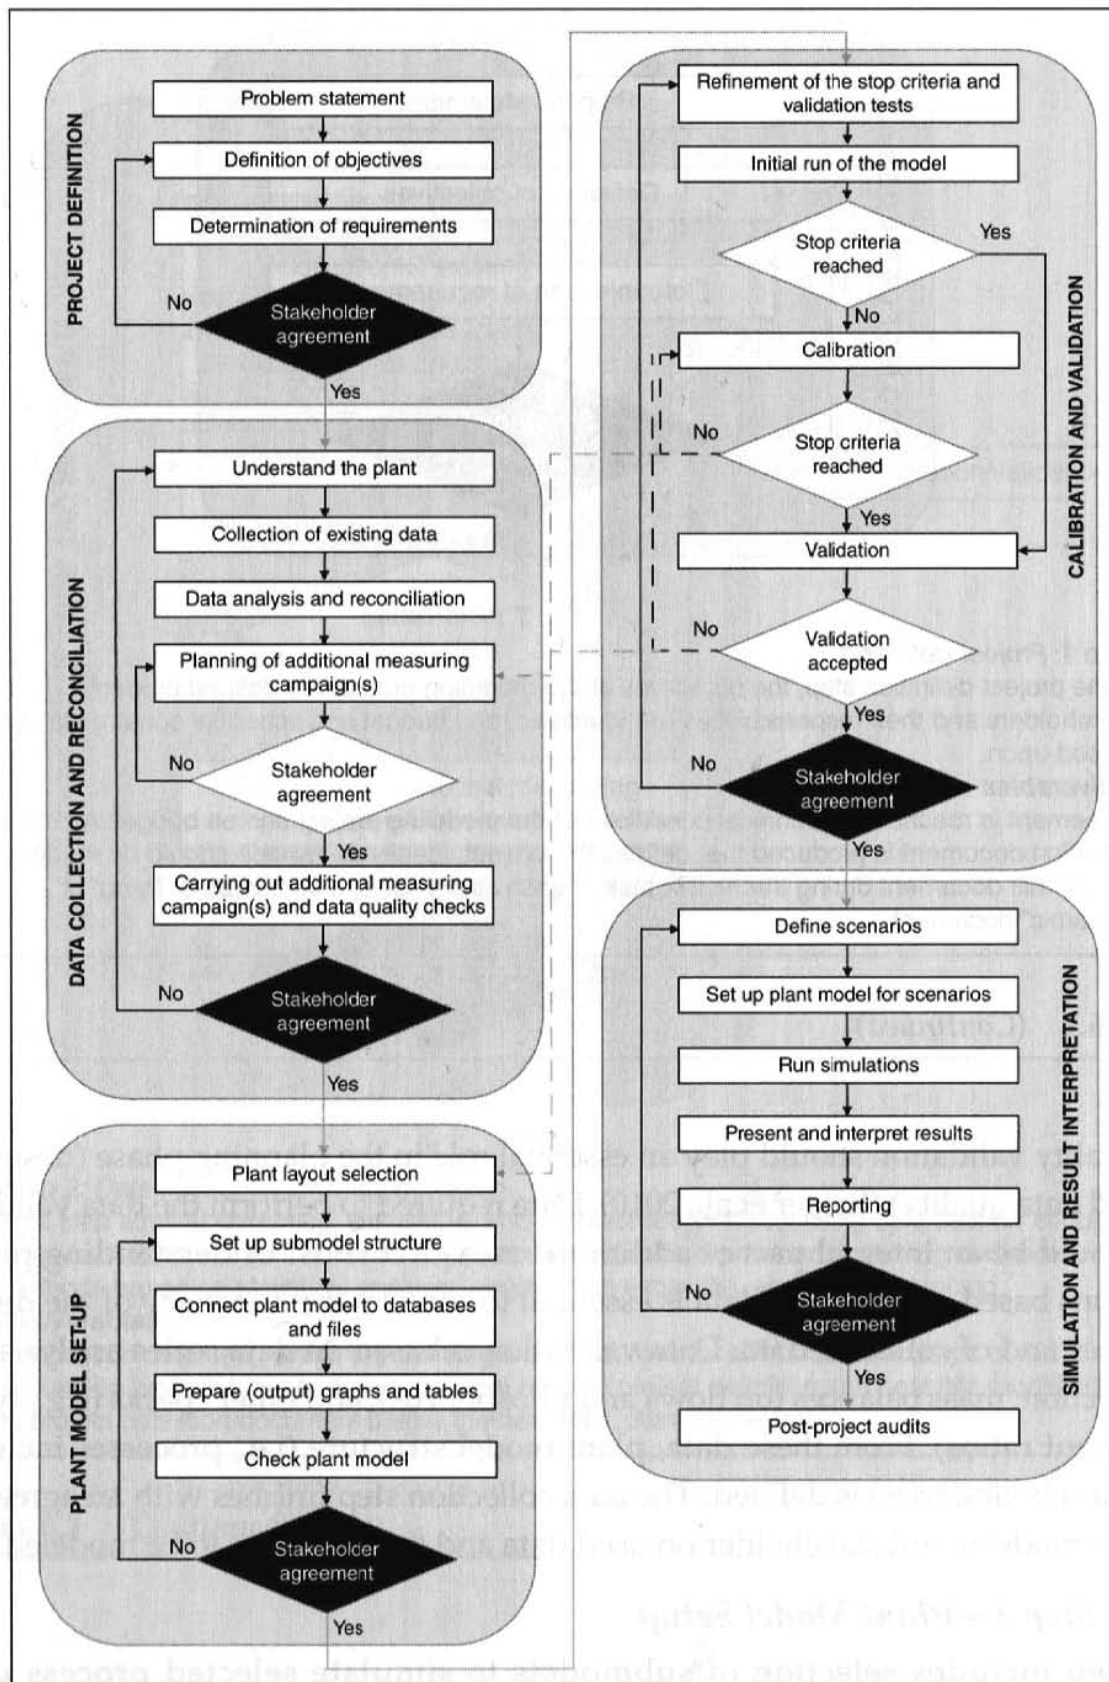 PROJECT DEFINITION
Problem statement
Definition of objectives
Determination of requirements
No
Stakeholder
agreement
Yes
DATA COLLECTION AND RECONCILIATION
Understand the plant
Collection of existing data
Data analysis and reconciliation
Planning of additional measuring
campaign(s)
No
Stakeholder
agreement
Yes
Carrying out additional measuring
campaign(s) and data quality checks
No
Stakeholder
agreement
Yes
PLANT MODEL SET-UP
Plant layout selection
Set up submodel structure
Connect plant model to databases
and files
Prepare (output) graphs and tables
Check plant model
No
Stakeholder
agreement
Yes
CALIBRATION AND VALIDATION
Refinement of the stop criteria and
validation tests
Initial run of the model
Stop criteria
reached
Yes
No
Calibration
No
Stop criteria
reached
Yes
Validation
No
Validation
accepted
Yes
No
Stakeholder
agreement
Yes
SIMULATION AND RESULT INTERPRETATION
Define scenarios
Set up plant model for scenarios
Run simulations
Present and interpret results
Reporting
No
Stakeholder
agreement
Yes
Post-project audits